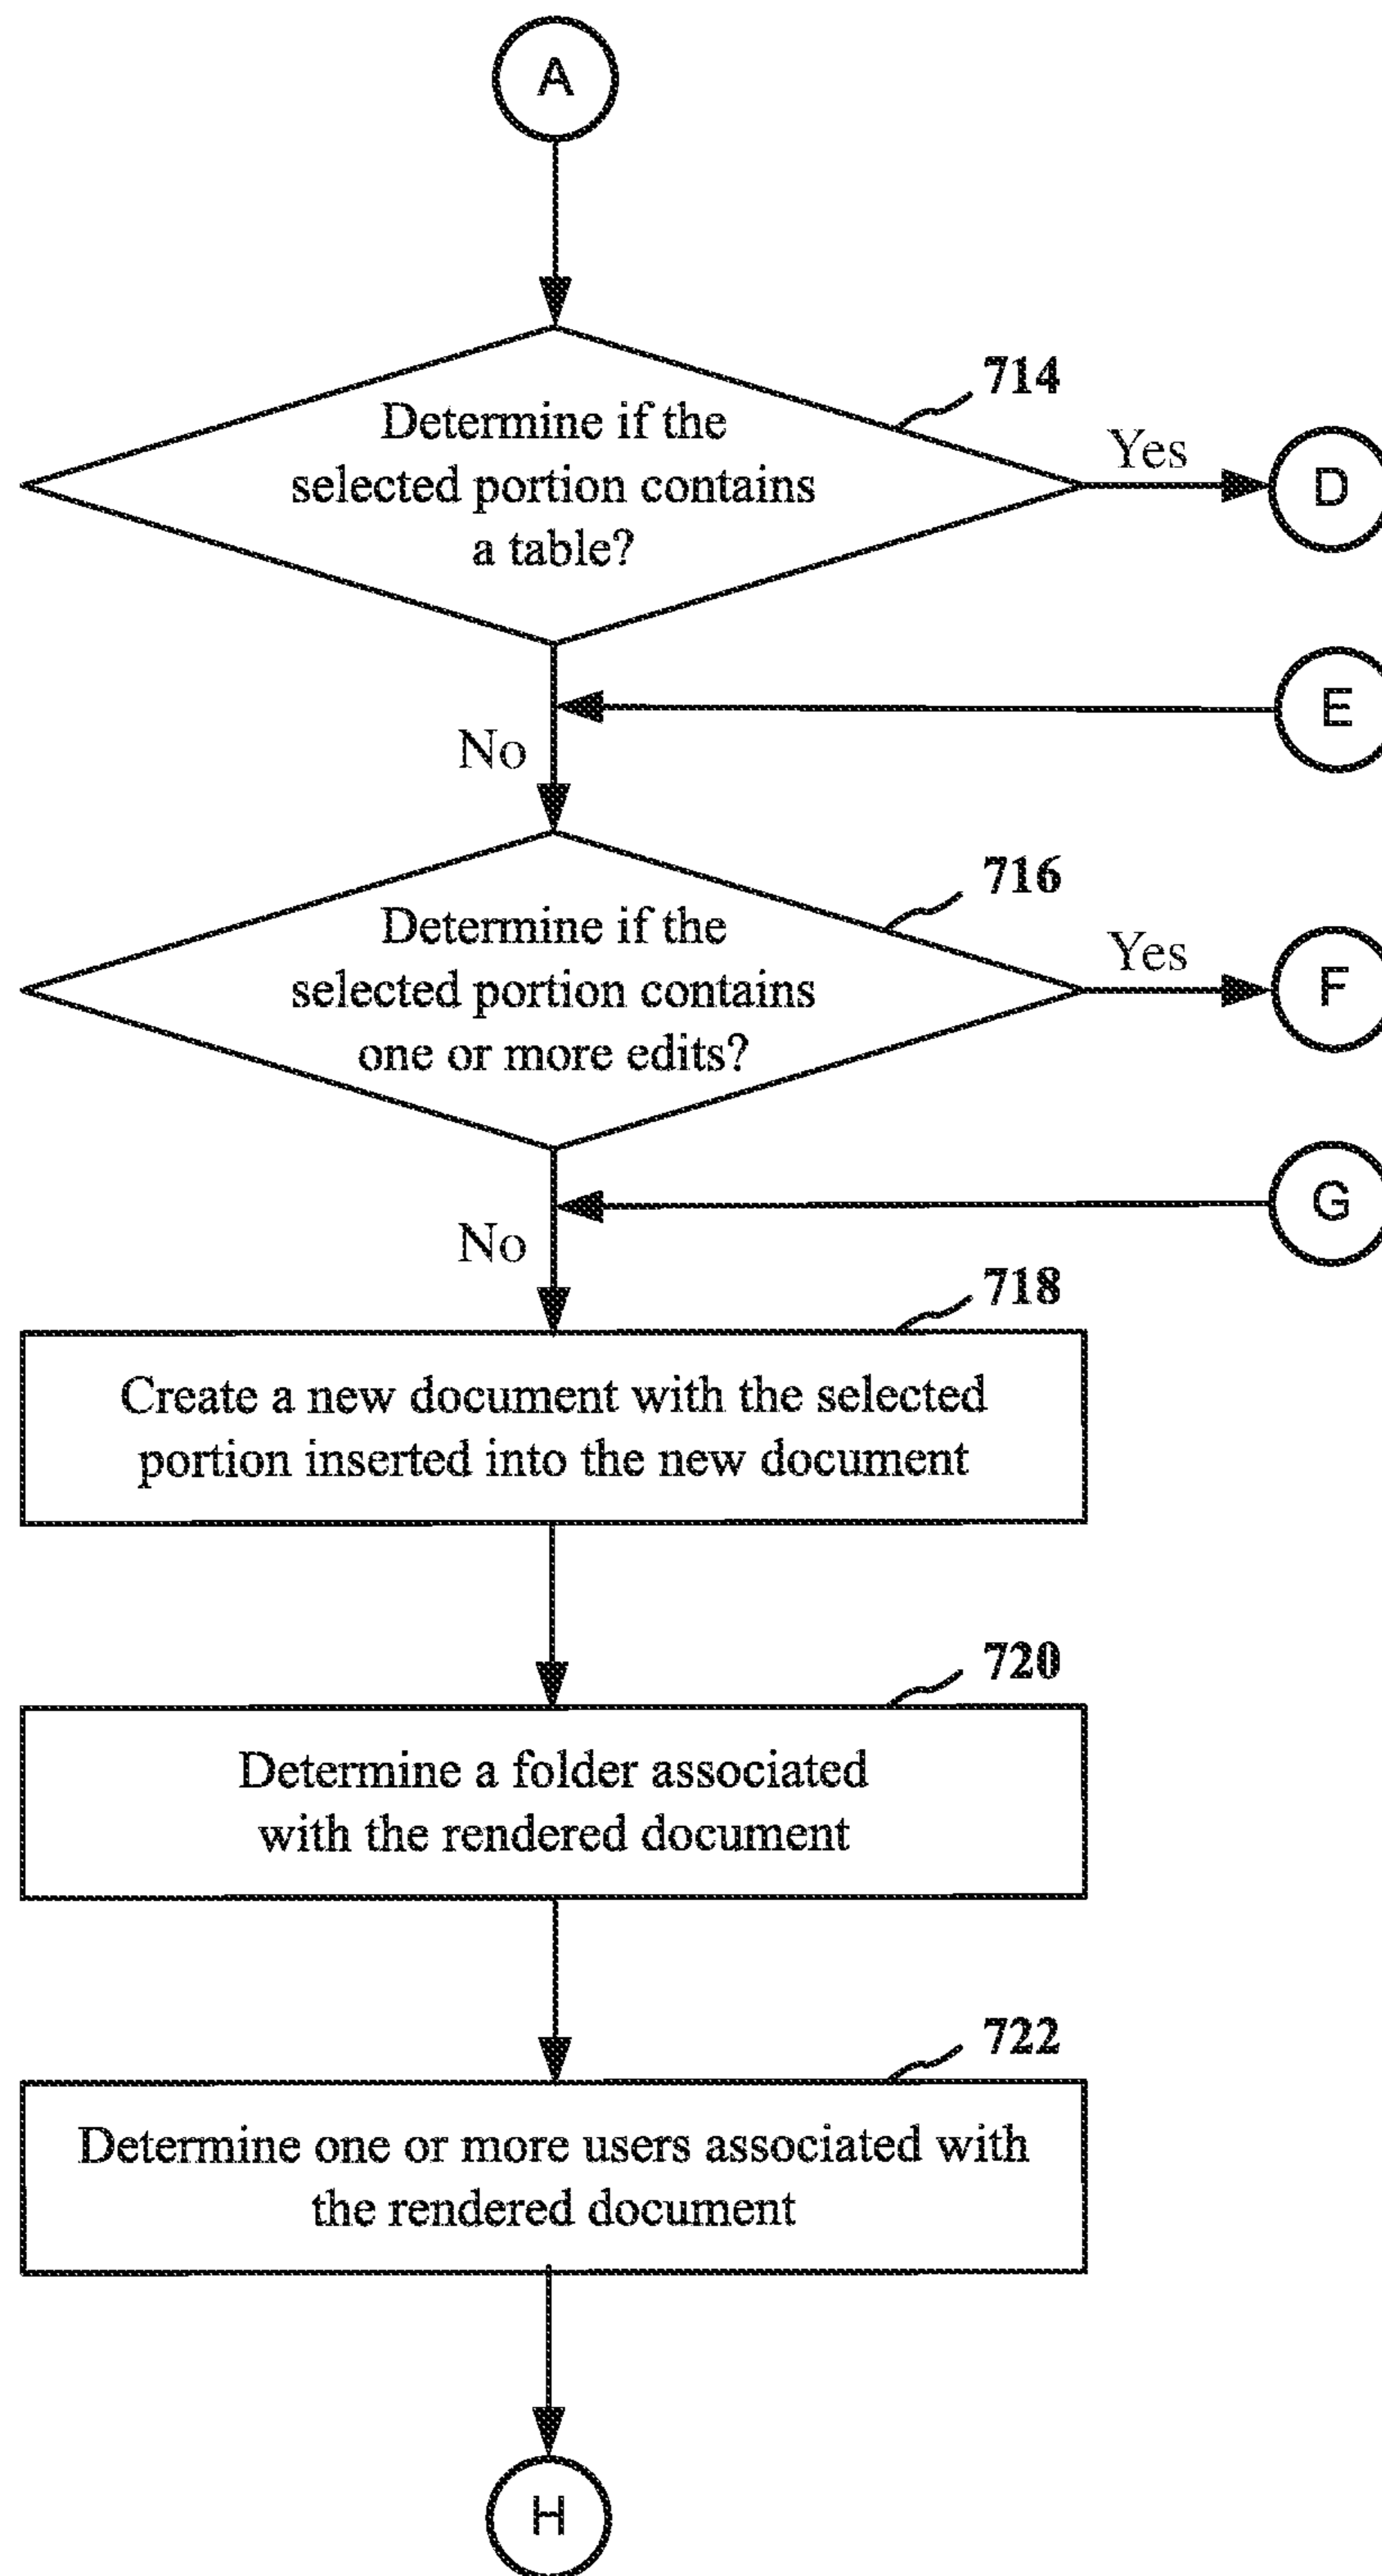 A
714
Determine if the
selected portion contains
a table?
Yes
D
E
No
716
Determine if the
selected portion contains
one or more edits?
Yes
F
G
No
718
Create a new document with the selected
portion inserted into the new document
720
Determine a folder associated
with the rendered document
722
Determine one or more users associated with
the rendered document
H